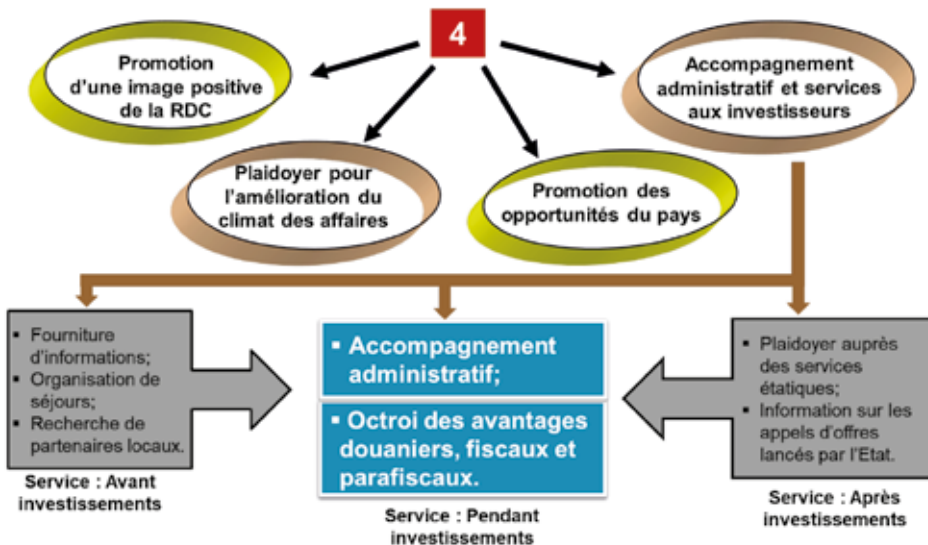 4
Promotion
d'une image positive
de la RDC
Accompagnement
administratif et services
aux investisseurs
Plaidoyer pour
l'amélioration du
climat des affaires
Promotion des
opportunités du pays
▪ Fourniture
d'informations;
▪ Organisation de
séjours;
▪ Recherche de
partenaires locaux.
Service : Avant
investissements
▪ Accompagnement
administratif;
▪ Octroi des avantages
douaniers, fiscaux et
parafiscaux.
Service : Pendant
investissements
▪ Plaidoyer auprès
des services
étatiques;
▪ Information sur les
appels d'offres
lancés par l'Etat.
Service : Après
investissements